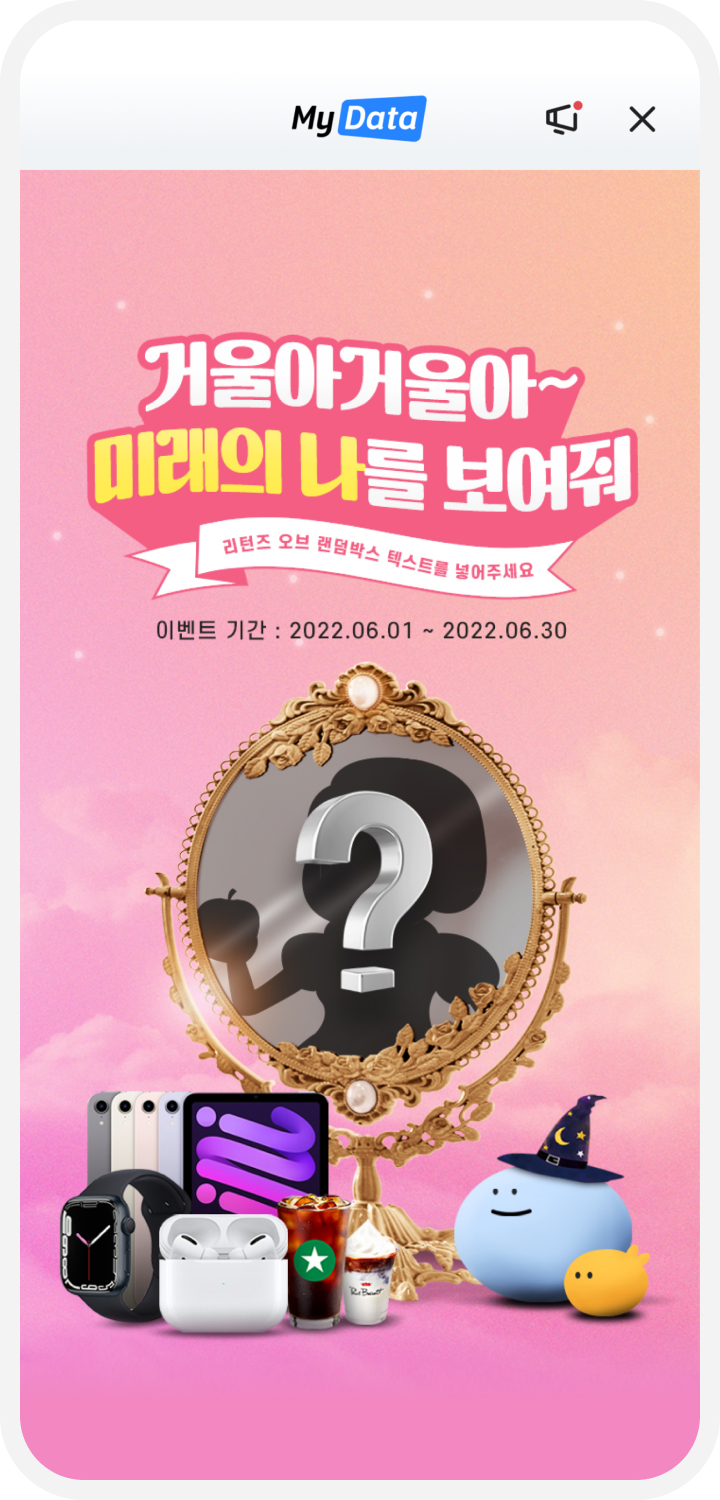 My Data
거울아거울아~
미래의 나를 보여줘
리턴즈 오브 랜덤박스 텍스트를 넣어주세요
이벤트 기간 : 2022.06.01 ~ 2022.06.30
?